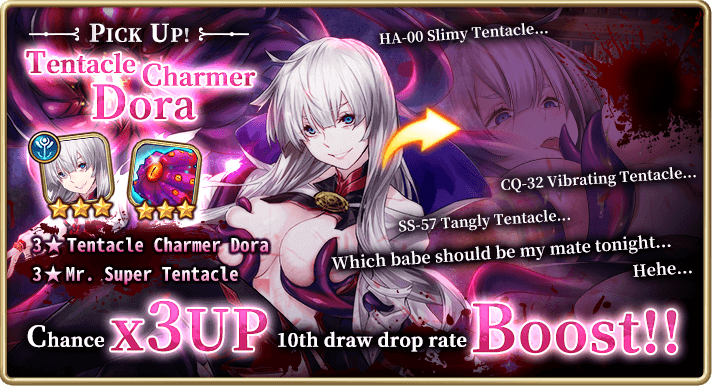 PICK UP!
Tentacle Charmer
Dora
3★Tentacle Charmer Dora
3★Mr. Super Tentacle
HA-00 Slimy Tentacle...
CQ-32 Vibrating Tentacle...
SS-57 Tangly Tentacle...
Which babe should be my mate tonight...
Hehe...
Chance x3UP 10th draw drop rate Boost!!